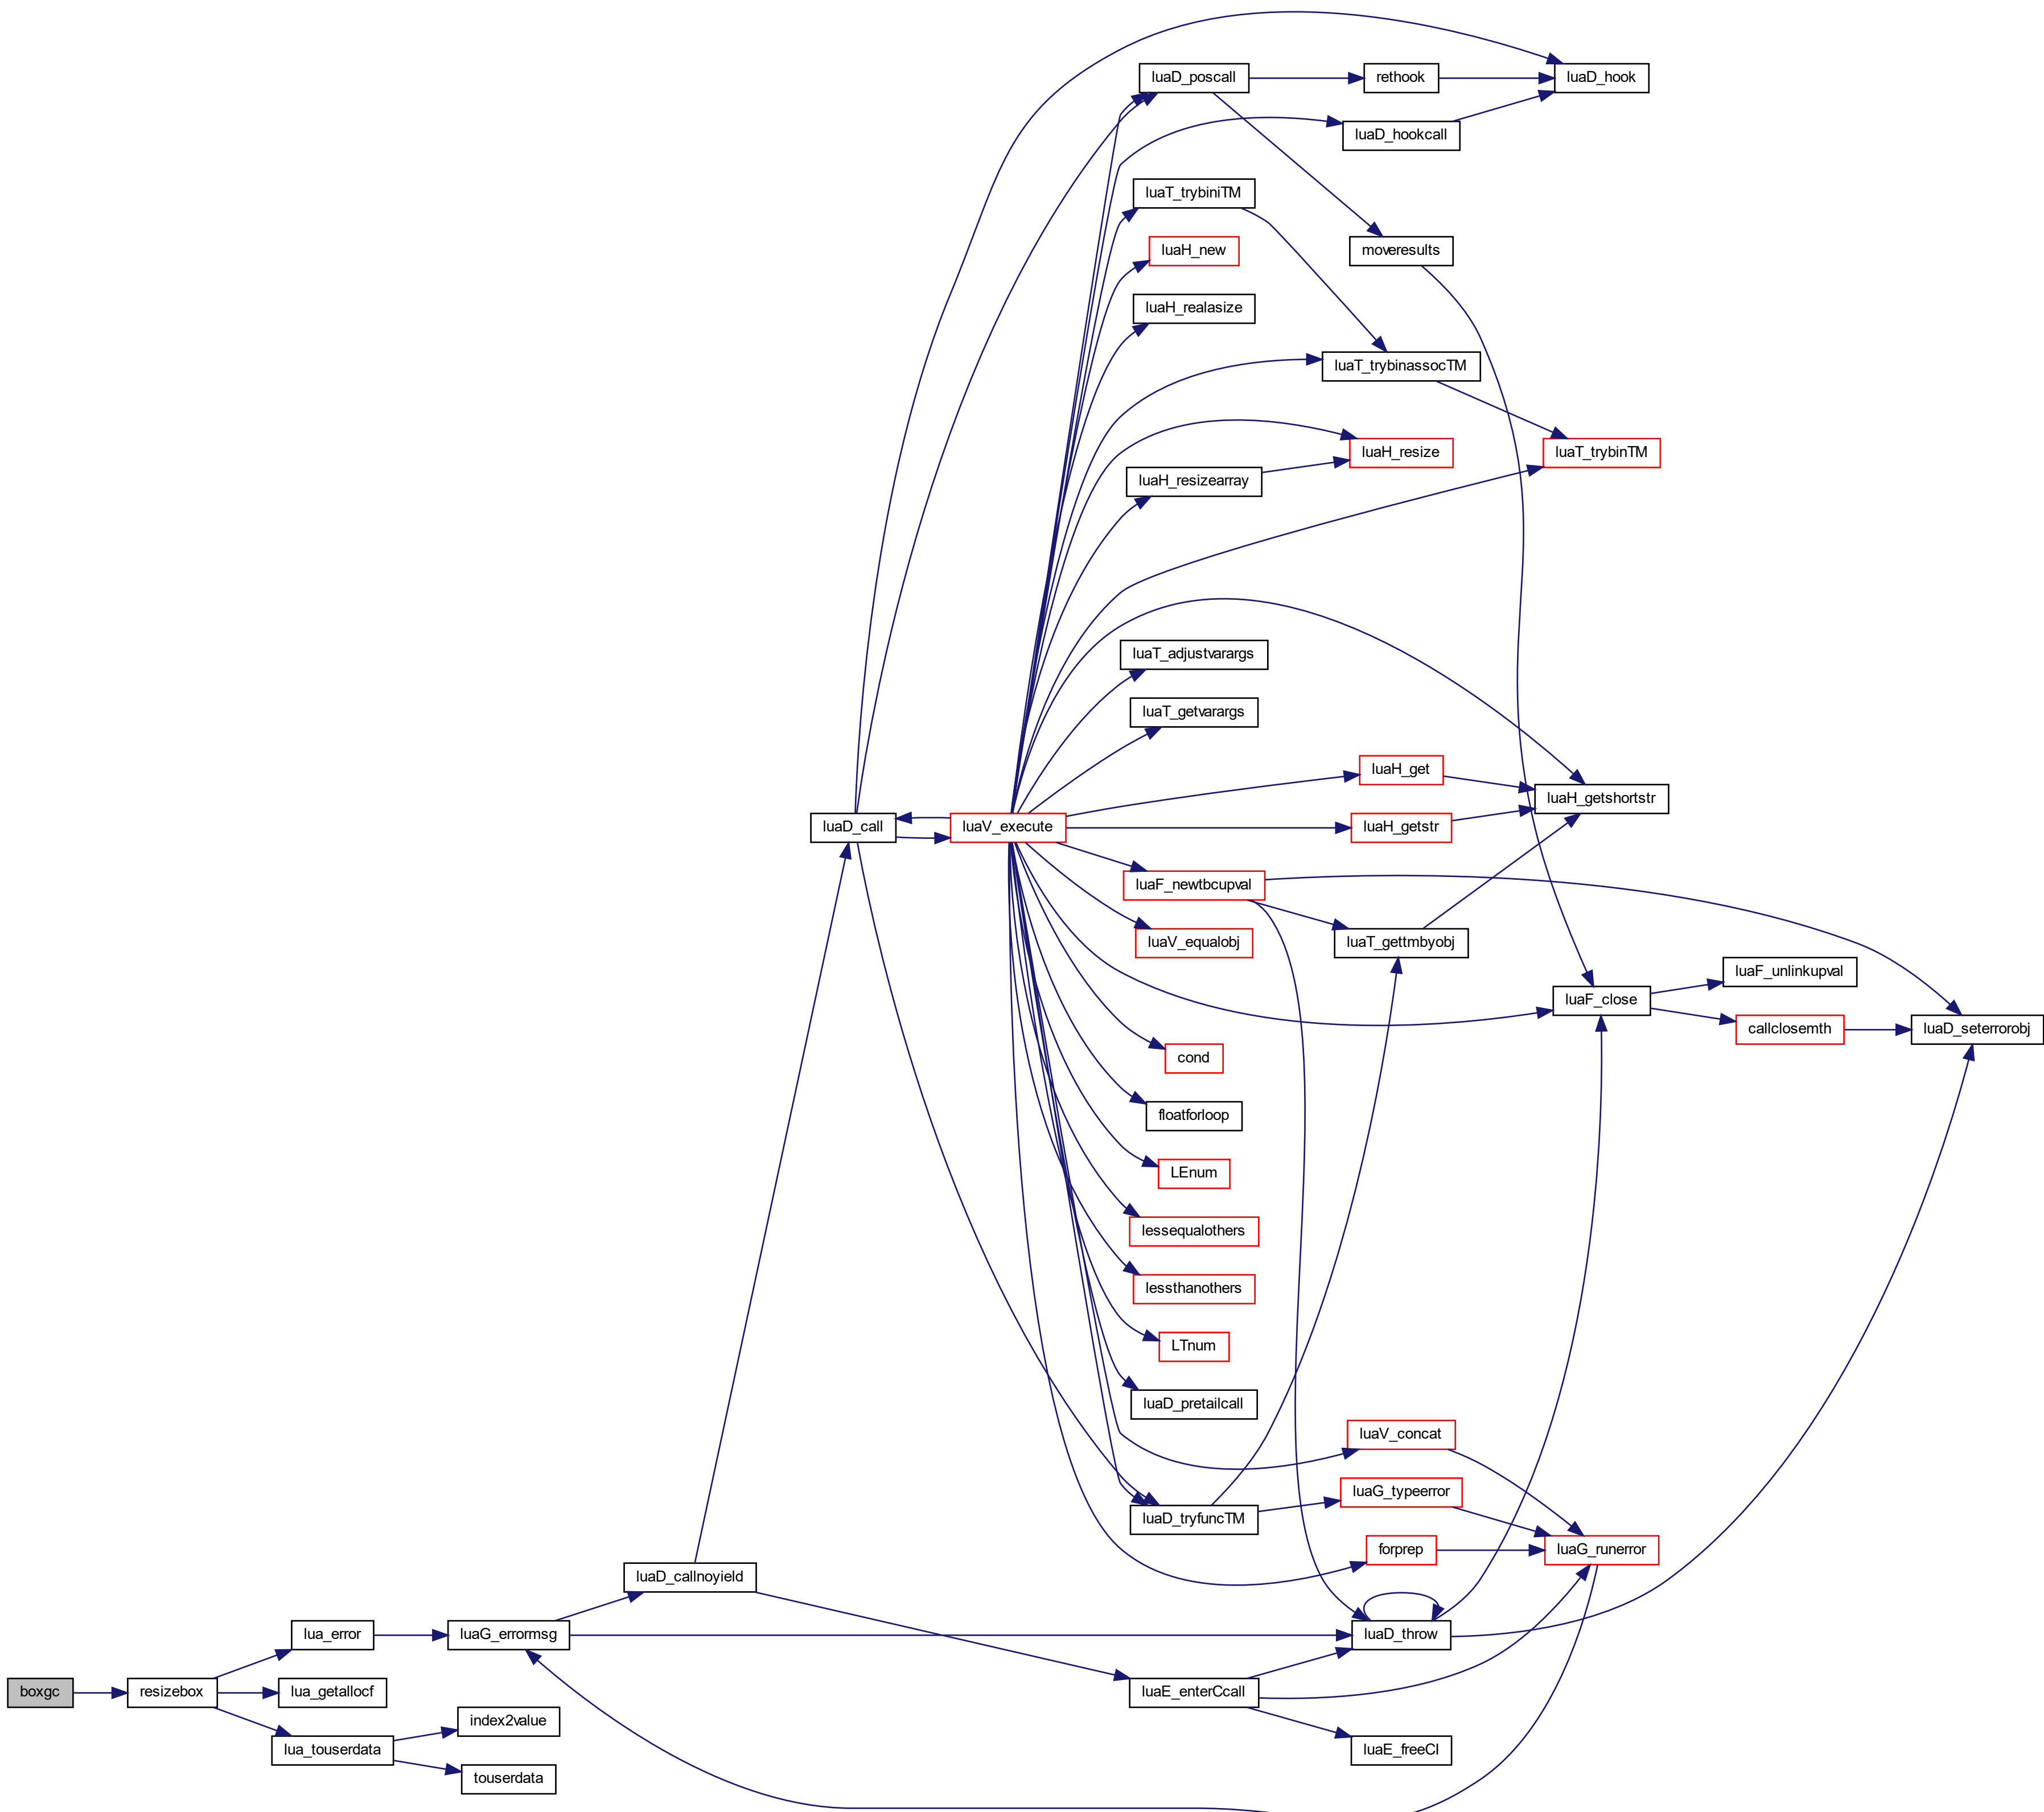 luaD_poscall
rethook
luaD_hook
luaD_hookcall
luaT_trybiniTM
luaH_new
moveresults
luaH_realasize
luaT_trybinassocTM
luaH_resize
luaT_trybinTM
luaH_resizearray
luaT_adjustvarargs
luaT_getvarargs
luaH_get
luaH_getshortstr
luaD_call
luaV_execute
luaH_getstr
luaF_newtbcupval
luaV_equalobj
luaT_gettmbyobj
luaF_unlinkupval
luaF_close
callclosemth
luaD_seterrorobj
cond
floatforloop
LEnum
lessequalothers
lessthanothers
LTnum
luaD_pretailcall
luaV_concat
luaG_typeerror
luaD_tryfuncTM
forprep
luaG_runerror
luaD_callnoyield
lua_error
luaG_errormsg
luaD_throw
boxgc
resizebox
lua_getallocf
luaE_enterCcall
index2value
lua_touserdata
luaE_freeCI
touserdata